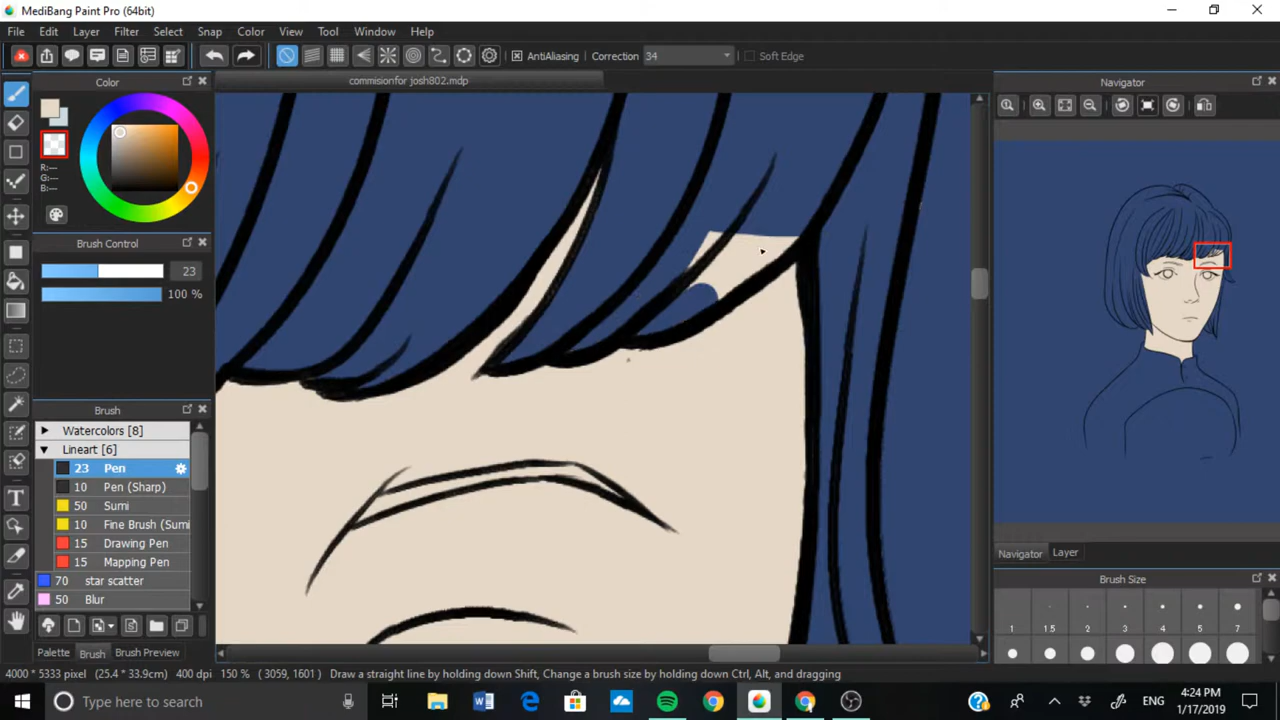 MediBang Paint Pro (64bit)
File Edit Layer Filter Select Snap Color View Tool Window Help
AntiAliasing Correction 34 Soft Edge
Color
commisionfor josh802.mdp
Navigator
R:---
G:---
B:---
Brush Control
23
100 %
Brush
Watercolors [8]
Lineart [6]
23 Pen
10 Pen (Sharp)
50 Sumi
10 Fine Brush (Sumi
15 Drawing Pen
15 Mapping Pen
70 star scatter
50 Blur
Palette Brush Brush Preview
Navigator Layer
Brush Size
1 1.5 2 3 4 5 7
4000 * 5333 pixel (25.4 * 33.9cm) 400 dpi 150 % ( 3059, 1601 ) Draw a straight line by holding down Shift, Change a brush size by holding down Ctrl, Alt, and dragging
Type here to search
ENG
4:24 PM
1/17/2019